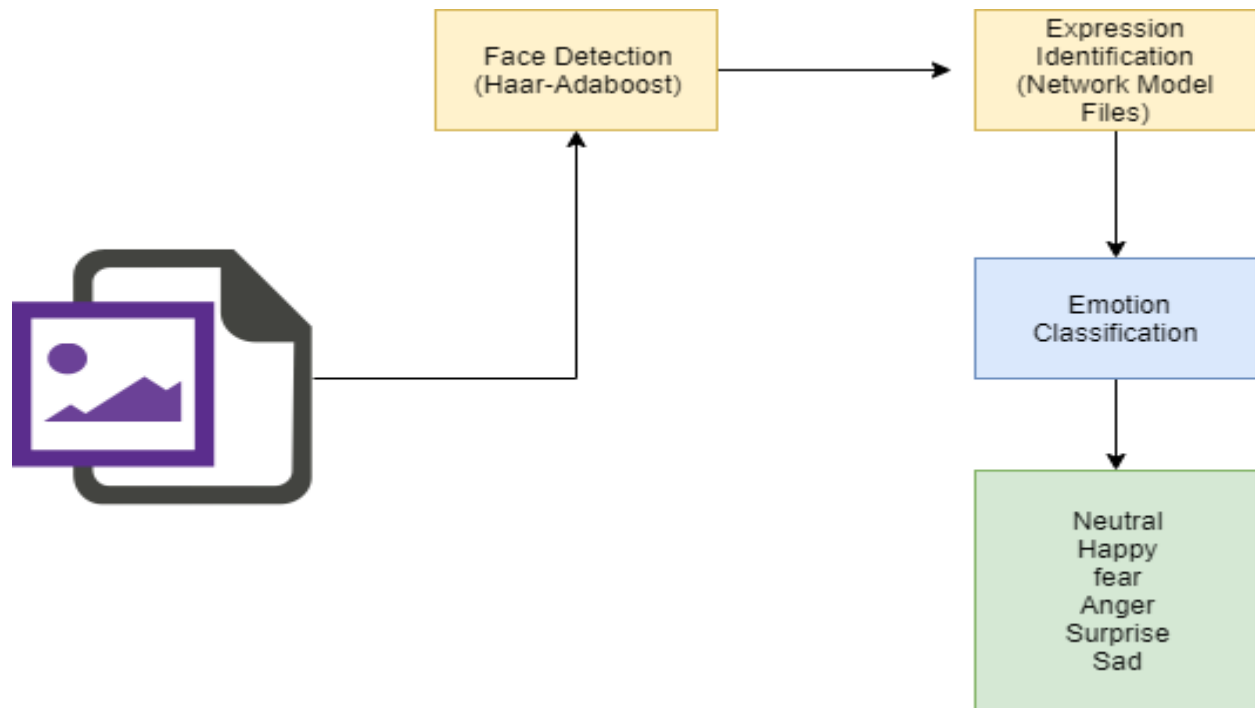 Face Detection
(Haar-Adaboost)
Expression
Identification
(Network Model
Files)
Emotion
Classification
Neutral
Happy
fear
Anger
Surprise
Sad